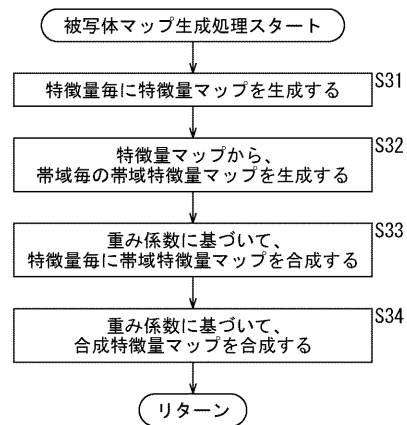 被写体マップ生成処理スタート
S31
特徴量毎に特徴量マップを生成する
S32
特徴量マップから、
帯域毎の帯域特徴量マップを生成する
S33
重み係数に基づいて、
特徴量毎に帯域特徴量マップを合成する
S34
重み係数に基づいて、
合成特徴量マップを合成する
リターン